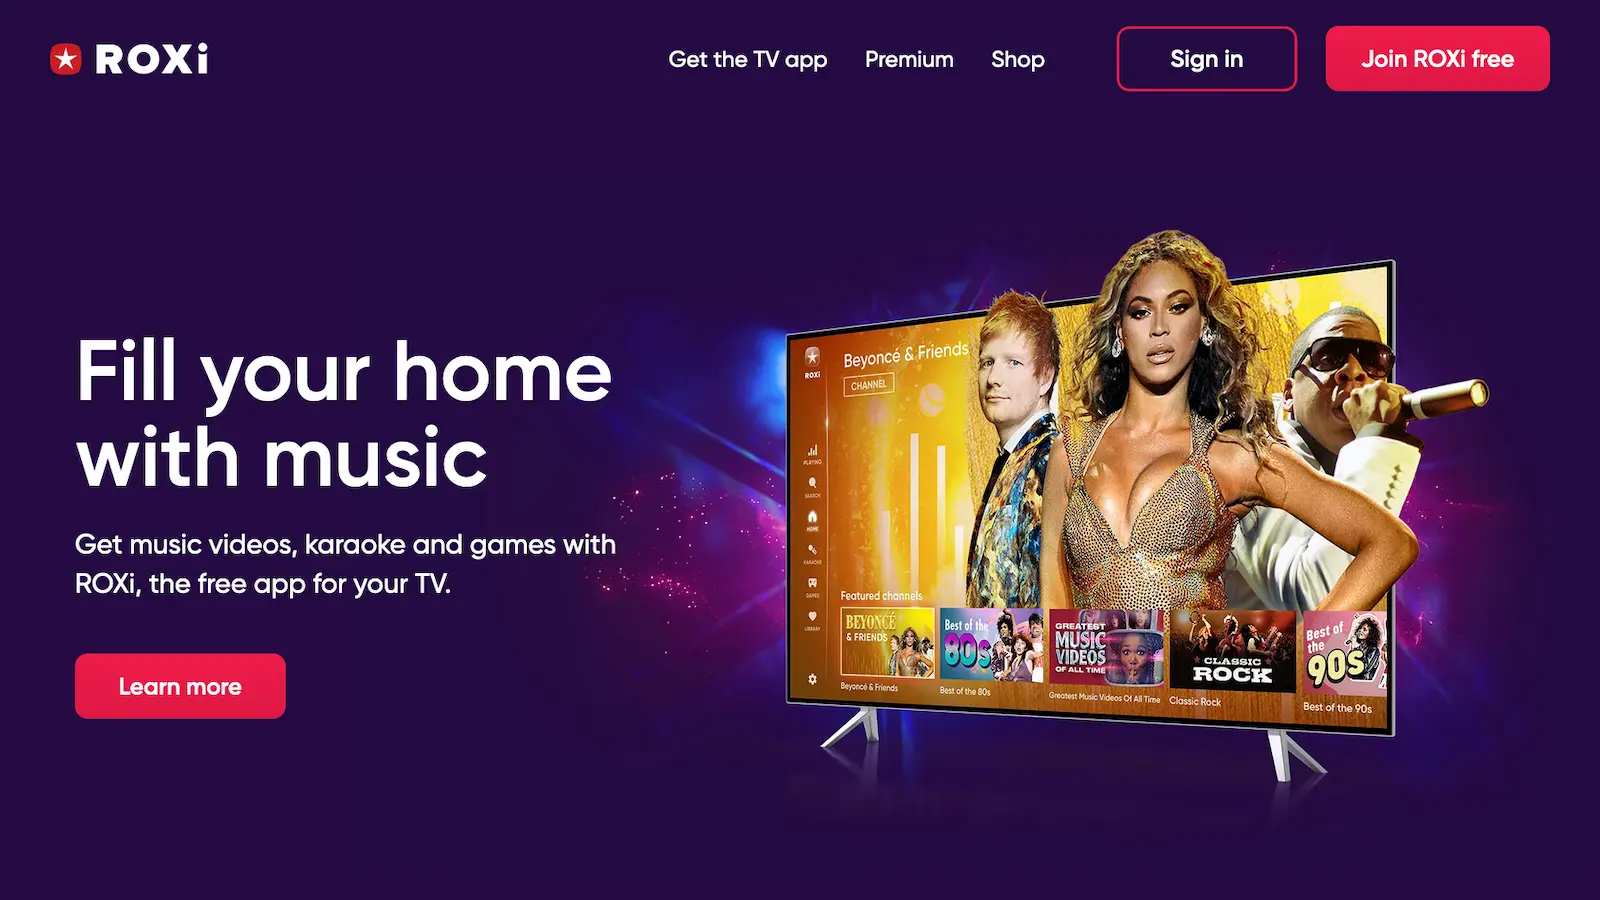 ROXi
Get the TV app
Premium
Shop
Sign in
Join ROXi free
Fill your home
with music
Get music videos, karaoke and games with
ROXi, the free app for your TV.
Learn more
ROXi
Beyoncé & Friends
CHANNEL
PLAYING
SEARCH
HOME
KARAOKE
GAMES
LIBRARY
Featured channels
BEYONCÉ
& FRIENDS
Beyoncé & Friends
Best of the
80s
Best of the 80s
GREATEST
MUSIC
VIDEOS
OF ALL TIME
Greatest Music Videos Of All Time
CLASSIC
ROCK
Classic Rock
Best of
the
90s
Best of the 90s